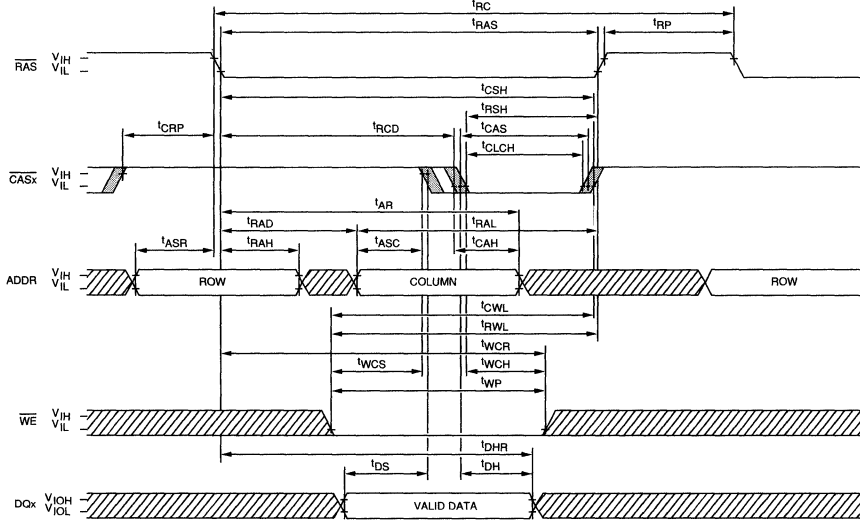 tRC
tRAS
tRP
RAS VIH
VIL
tCSH
tRSH
tCRP tRCD tCAS
tCLCH
CASx VIH
VIL
tAR
tRAD tRAL
tASR tRAH tASC tCAH
ADDR VIH
VIL
ROW COLUMN ROW
tCWL
tRWL
tWCR
tWCS tWCH
tWP
WE VIH
VIL
tDHR
tDS tDH
DQx VIOH
VIOL
VALID DATA